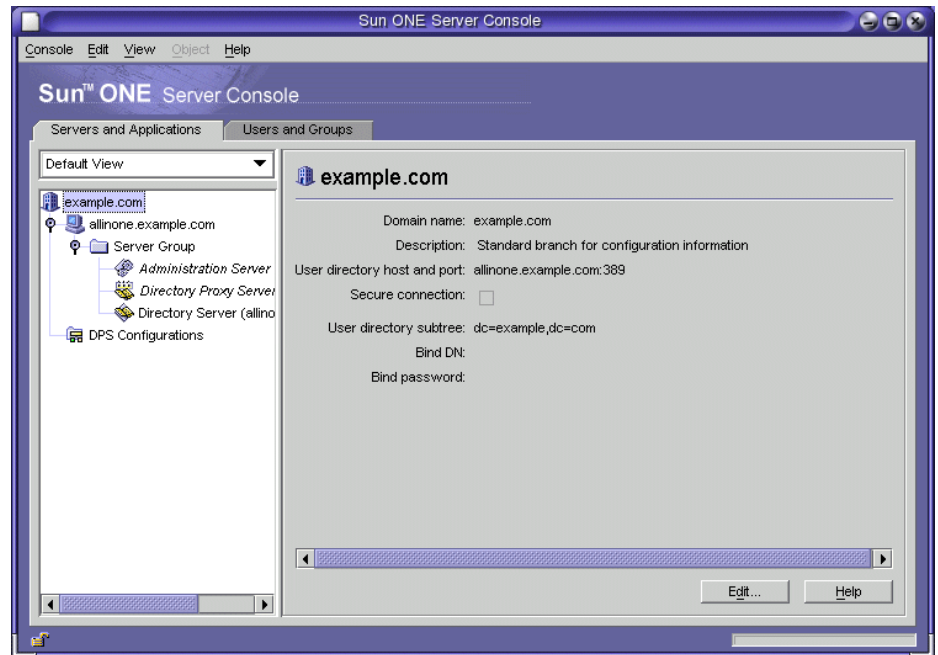 Sun ONE Server Console
Console Edit View Object Help
Sun™ ONE Server Console
Servers and Applications Users and Groups
Default View
example.com
allinone.example.com
Server Group
Administration Server
Directory Proxy Server
Directory Server (allino
DPS Configurations
example.com
Domain name: example.com
Description: Standard branch for configuration information
User directory host and port: allinone.example.com:389
Secure connection:
User directory subtree: dc=example,dc=com
Bind DN:
Bind password:
Edit... Help